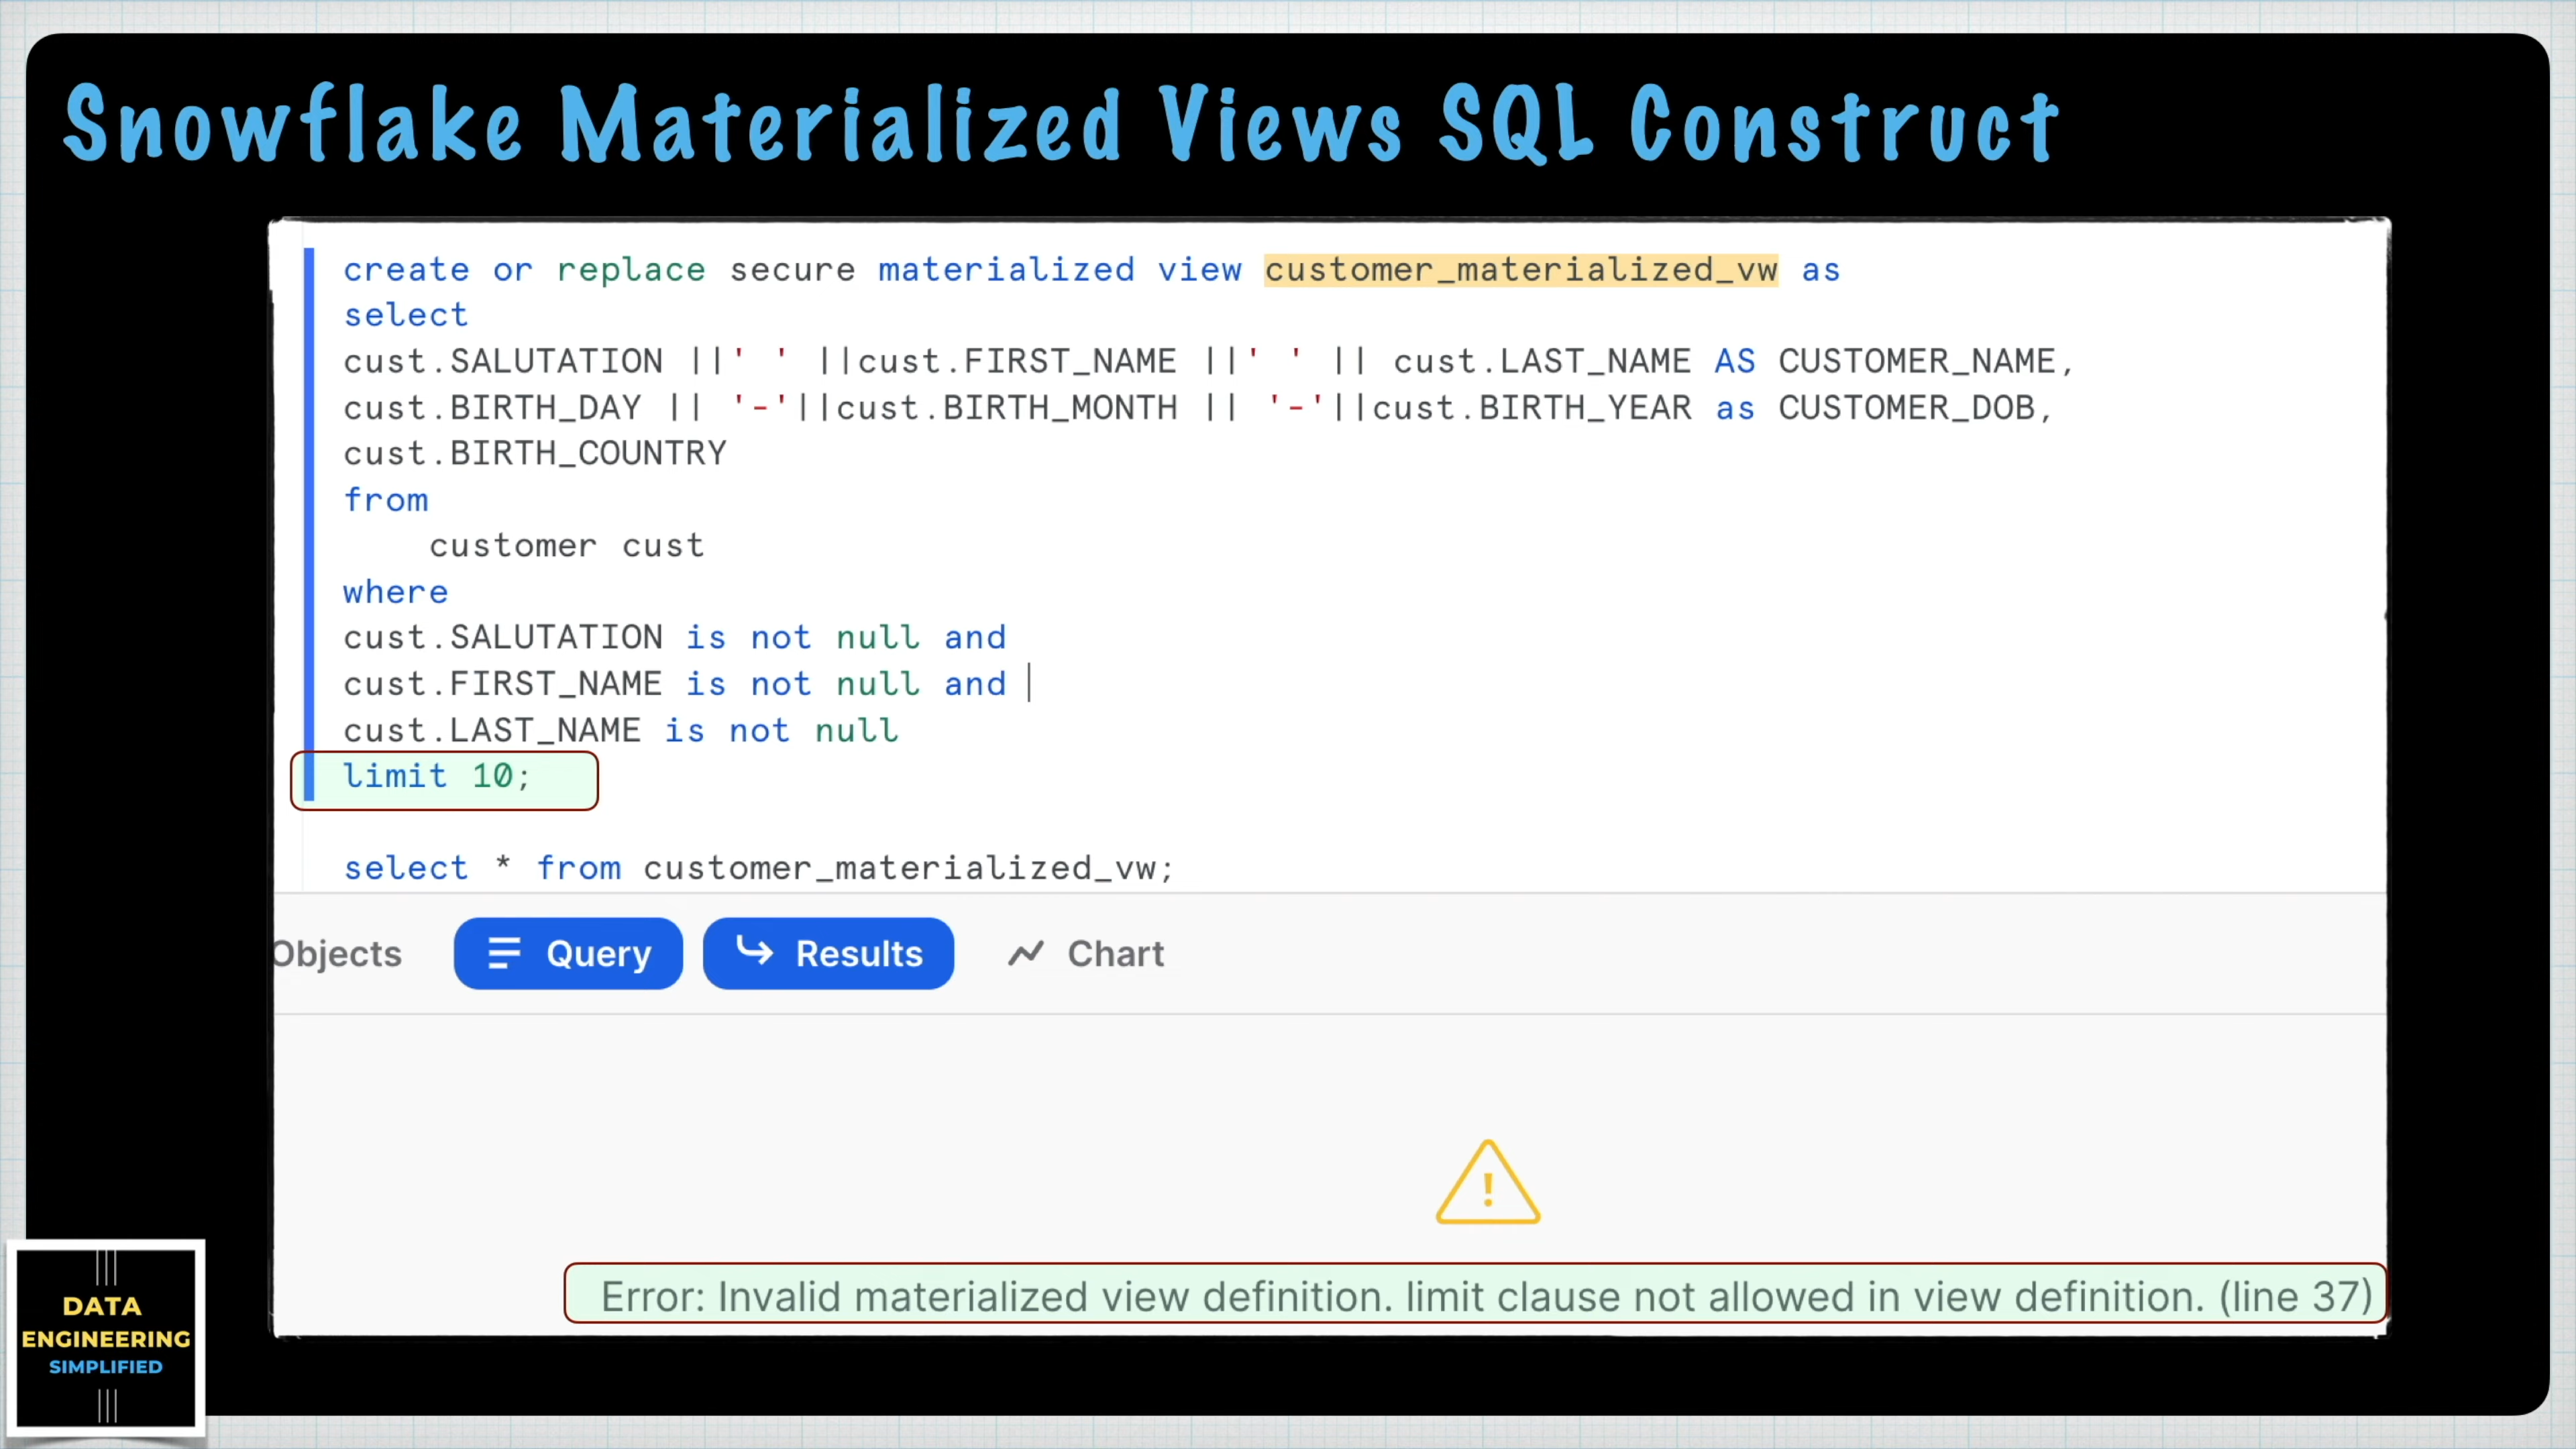 Snowflake Materialized Views SQL Construct
create or replace secure materialized view customer_materialized_vw as
select
cust.SALUTATION ||' ' ||cust.FIRST_NAME ||' ' || cust.LAST_NAME AS CUSTOMER_NAME,
cust.BIRTH_DAY || '-'||cust.BIRTH_MONTH || '-'||cust.BIRTH_YEAR as CUSTOMER_DOB,
cust.BIRTH_COUNTRY
from
customer cust
where
cust.SALUTATION is not null and
cust.FIRST_NAME is not null and
cust.LAST_NAME is not null
limit 10;
select * from customer_materialized_vw;
Objects Query Results Chart
Error: Invalid materialized view definition. limit clause not allowed in view definition. (line 37)
DATA
ENGINEERING
SIMPLIFIED